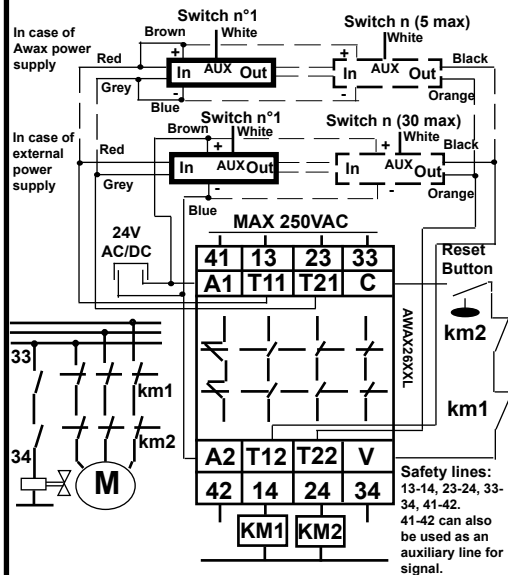 In case of
Awax power
supply
Brown
Switch n°1
White
Switch n (5 max)
White
Red
+
In
AUX
Out
-
+
In
AUX
Out
-
Black
Grey
Blue
Orange
In case of
external
power
supply
Brown
Switch n°1
White
Switch n (30 max)
White
Red
+
In
AUX
Out
-
+
In
AUX
Out
-
Black
Grey
Blue
Orange
24V
AC/DC
MAX 250VAC
41 13 23 33
A1 T11 T21 C
Reset
Button
AWAX26XXL
km2
km1
33
km1
km2
34
M
A2 T12 T22 V
42 14 24 34
KM1
KM2
Safety lines:
13-14, 23-24, 33-
34, 41-42.
41-42 can also
be used as an
auxiliary line for
signal.